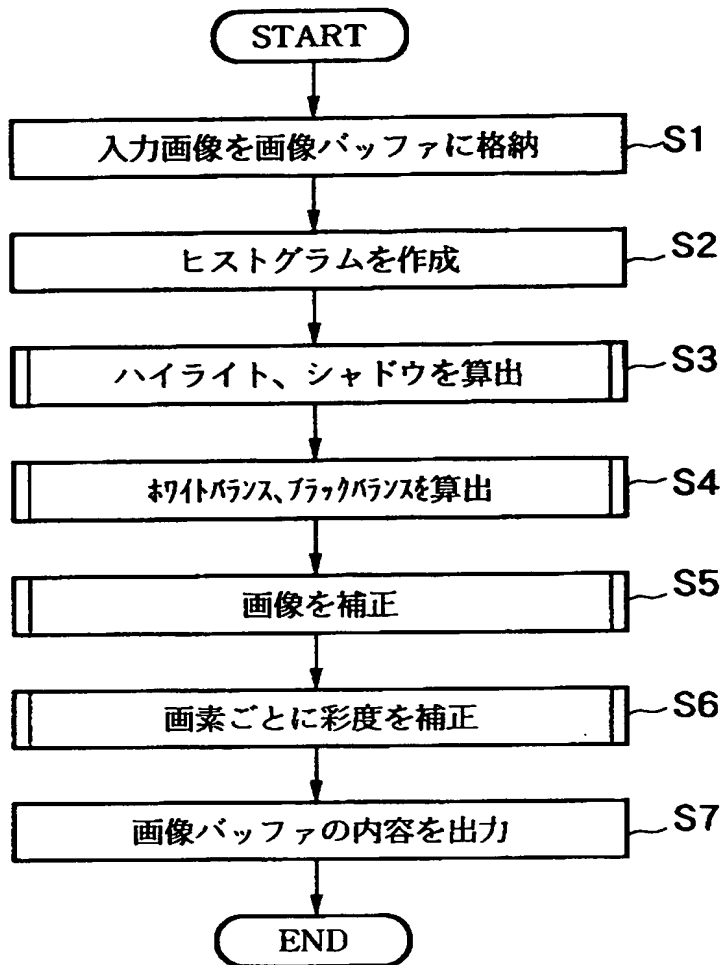 START
入力画像を画像バッファに格納 S1
ヒストグラムを作成 S2
ハイライト、シャドウを算出 S3
ホワイトバランス、ブラックバランスを算出 S4
画像を補正 S5
画素ごとに彩度を補正 S6
画像バッファの内容を出力 S7
END